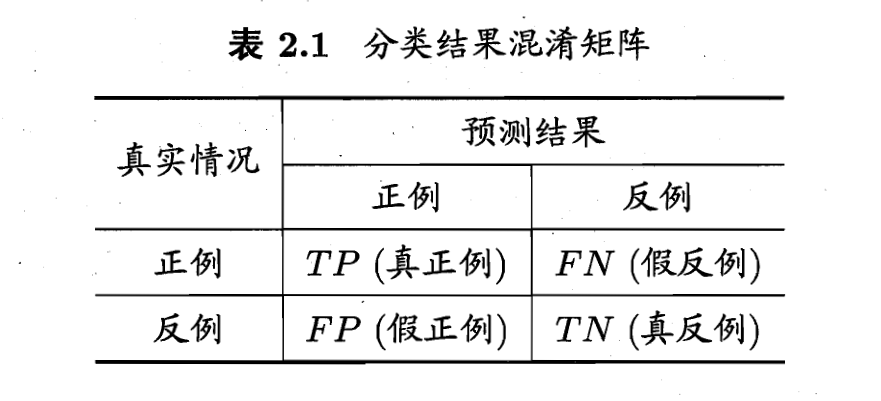 表 2.1 分类结果混淆矩阵
真实情况 预测结果
正例 反例
正例 TP (真正例) FN (假反例)
反例 FP (假正例) TN (真反例)